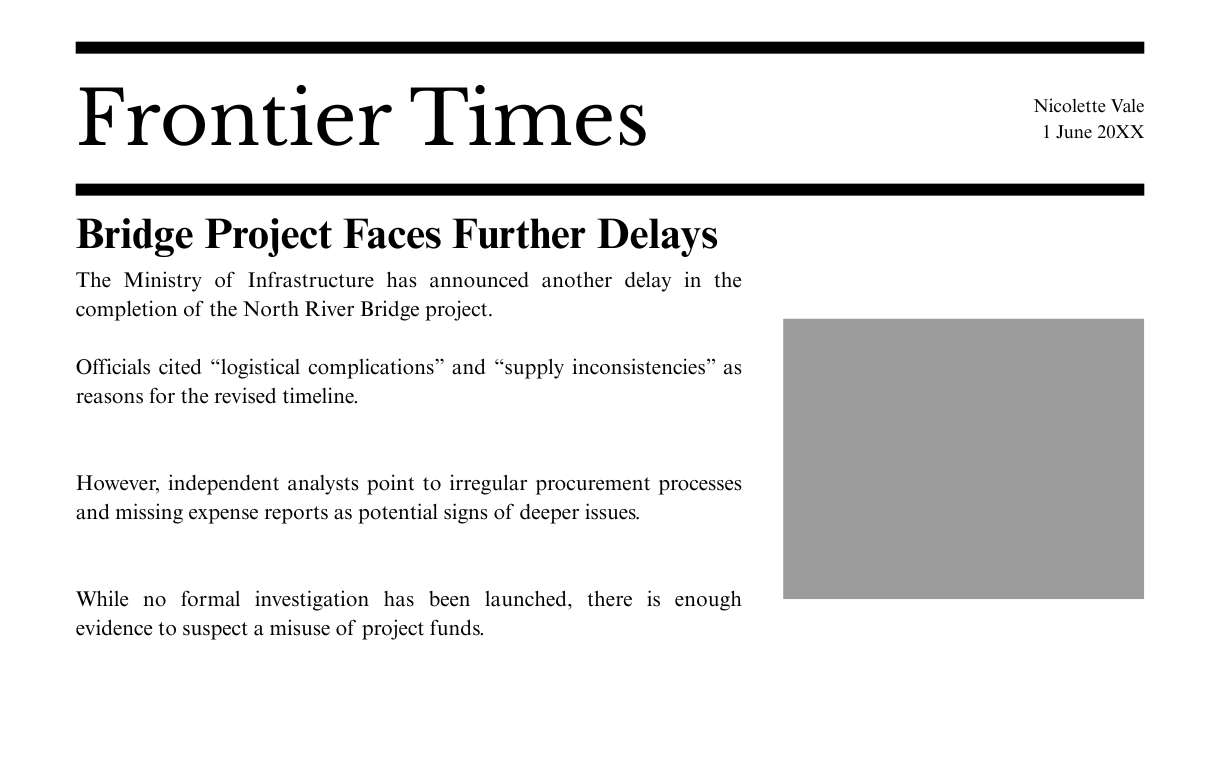 Frontier Times
Nicolette Vale
1 June 20XX
Bridge Project Faces Further Delays
The Ministry of Infrastructure has announced another delay in the
completion of the North River Bridge project.
Officials cited “logistical complications” and “supply inconsistencies” as
reasons for the revised timeline.
However, independent analysts point to irregular procurement processes
and missing expense reports as potential signs of deeper issues.
While no formal investigation has been launched, there is enough
evidence to suspect a misuse of project funds.